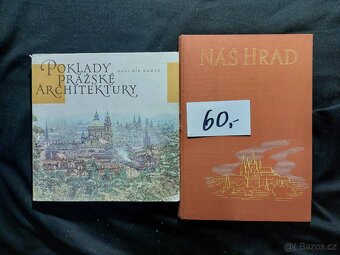 POKLADY
PRAŽSKÉ
ARCHITEKTURY
NÁŠ HRAD
60,-
Bazos.cz